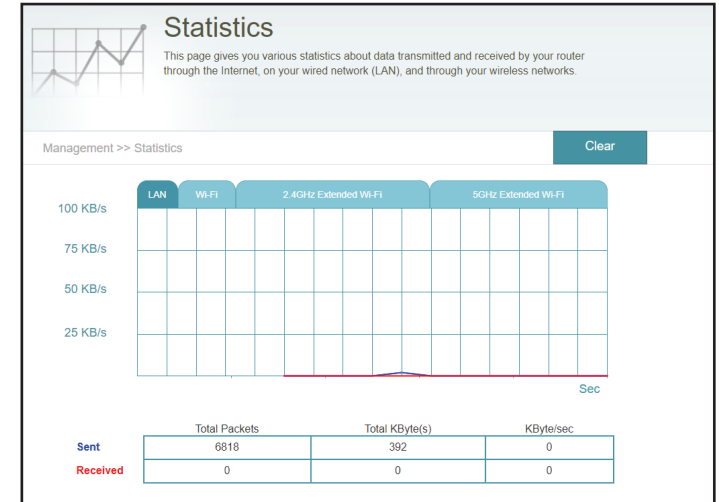 Statistics
This page gives you various statistics about data transmitted and received by your router
through the Internet, on your wired network (LAN), and through your wireless networks.
Management >> Statistics
Clear
LAN Wi-Fi 2.4GHz Extended Wi-Fi 5GHz Extended Wi-Fi
100 KB/s
75 KB/s
50 KB/s
25 KB/s
Sec
Total Packets Total KByte(s) KByte/sec
Sent 6818 392 0
Received 0 0 0